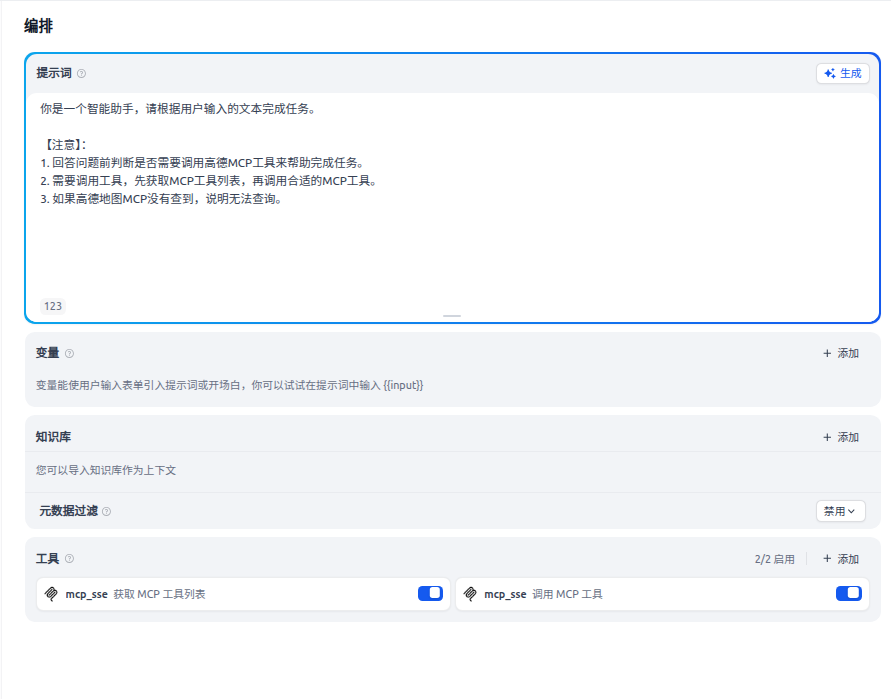 编排
提示词
生成
你是一个智能助手，请根据用户输入的文本完成任务。
【注意】：
1. 回答问题前判断是否需要调用高德MCP工具来帮助完成任务。
2. 需要调用工具，先获取MCP工具列表，再调用合适的MCP工具。
3. 如果高德地图MCP没有查到，说明无法查询。
123
变量
+ 添加
变量能使用户输入表单引入提示词或开场白，你可以试试在提示词中输入 {{input}}
知识库
+ 添加
您可以导入知识库作为上下文
元数据过滤
禁用
工具
2/2 启用
+ 添加
mcp_sse 获取 MCP 工具列表
mcp_sse 调用 MCP 工具